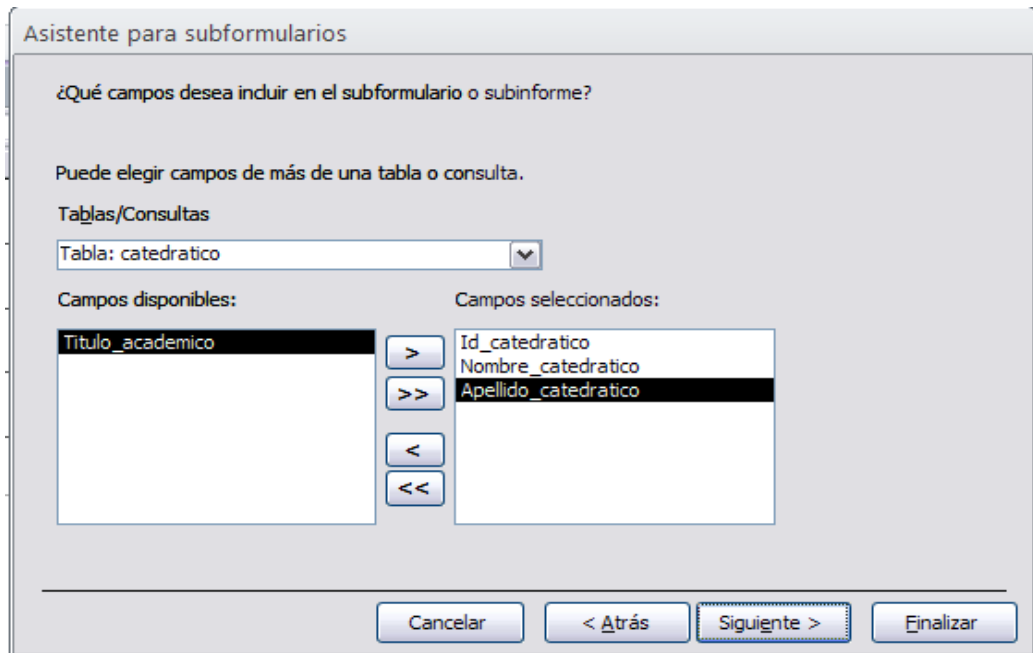 Asistente para subformularios
¿Qué campos desea incluir en el subformulario o subinforme?
Puede elegir campos de más de una tabla o consulta.
Tablas/Consultas
Tabla: catedratico
Campos disponibles:
Titulo_academico
>
>>
<
<<
Campos seleccionados:
Id_catedratico
Nombre_catedratico
Apellido_catedratico
Cancelar
< Atrás
Siguiente >
Finalizar